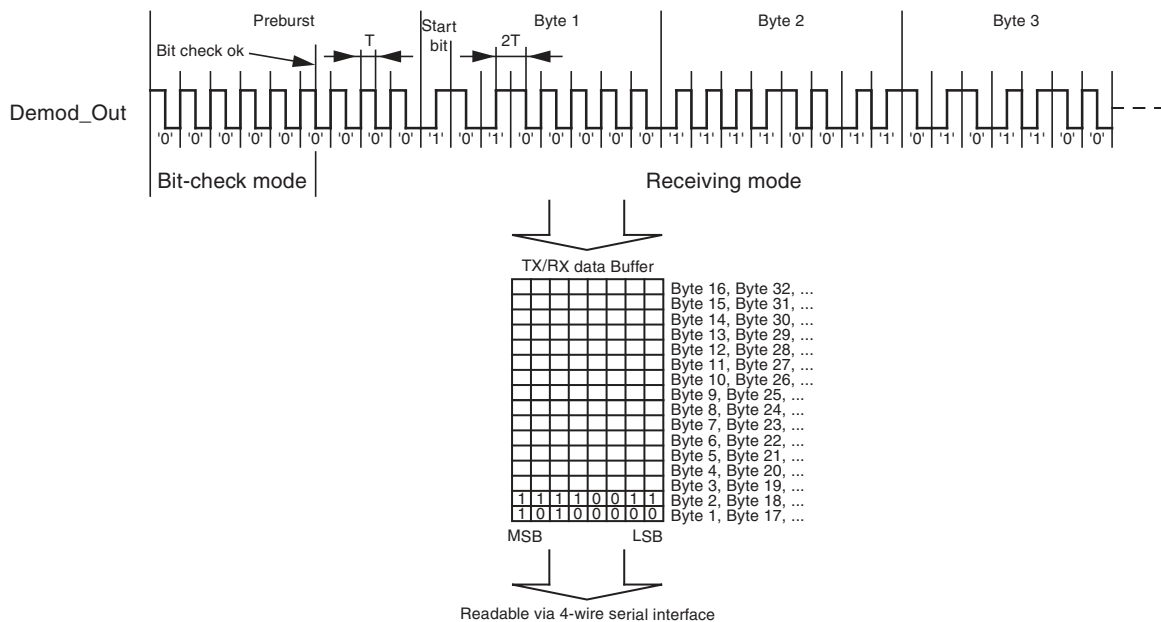 Preburst
Start bit
Byte 1
Byte 2
Byte 3
Bit check ok
T
2T
Demod_Out
'0' '0' '0' '0' '0' '0' '0' '0' '0' '1' '0' '1' '0' '0' '0' '0' '0' '1' '1' '1' '1' '0' '0' '1' '1' '0' '1' '0' '1' '1' '0' '0'
Bit-check mode
Receiving mode
TX/RX data Buffer
Byte 16, Byte 32, ...
Byte 15, Byte 31, ...
Byte 14, Byte 30, ...
Byte 13, Byte 29, ...
Byte 12, Byte 28, ...
Byte 11, Byte 27, ...
Byte 10, Byte 26, ...
Byte 9, Byte 25, ...
Byte 8, Byte 24, ...
Byte 7, Byte 23, ...
Byte 6, Byte 22, ...
Byte 5, Byte 21, ...
Byte 4, Byte 20, ...
Byte 3, Byte 19, ...
1 1 1 1 0 0 1 1 Byte 2, Byte 18, ...
1 0 1 0 0 0 0 0 Byte 1, Byte 17, ...
MSB LSB
Readable via 4-wire serial interface